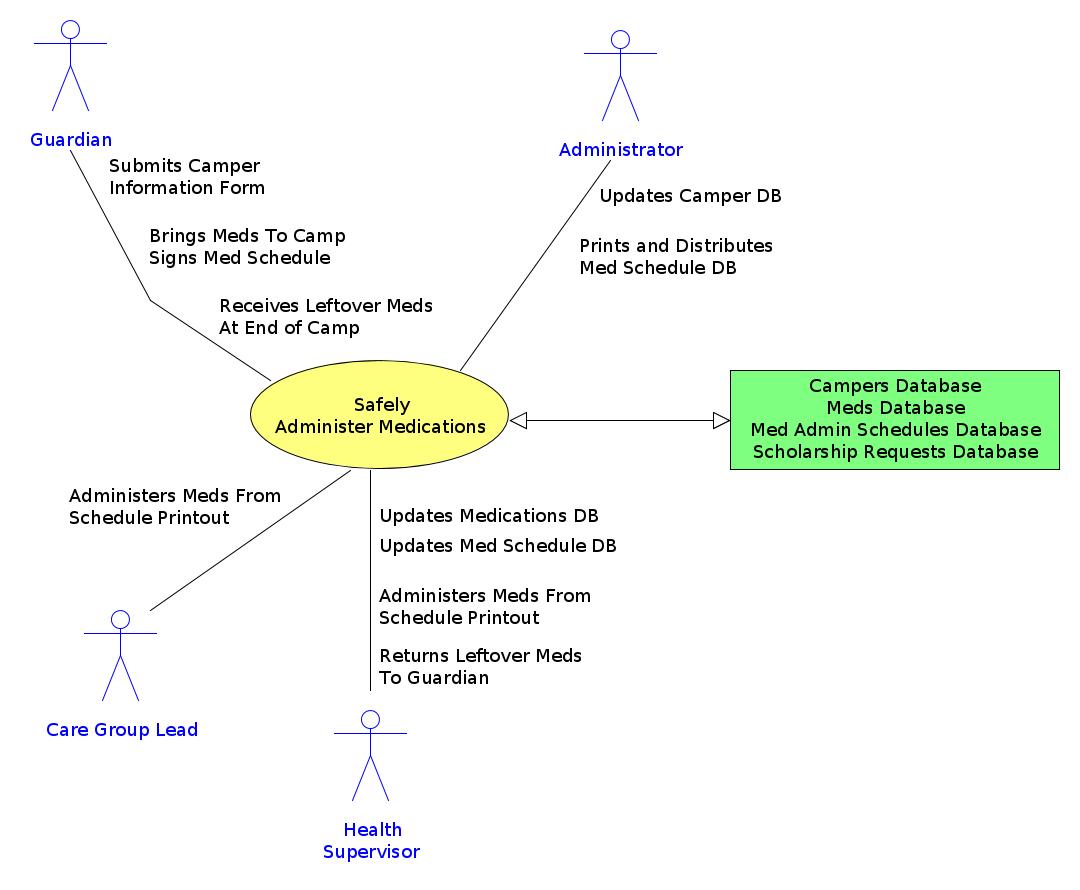 Guardian
Submits Camper
Information Form
Brings Meds To Camp
Signs Med Schedule
Receives Leftover Meds
At End of Camp
Administrator
Updates Camper DB
Prints and Distributes
Med Schedule DB
Safely
Administer Medications
Campers Database
Meds Database
Med Admin Schedules Database
Scholarship Requests Database
Administers Meds From
Schedule Printout
Care Group Lead
Updates Medications DB
Updates Med Schedule DB
Administers Meds From
Schedule Printout
Returns Leftover Meds
To Guardian
Health
Supervisor